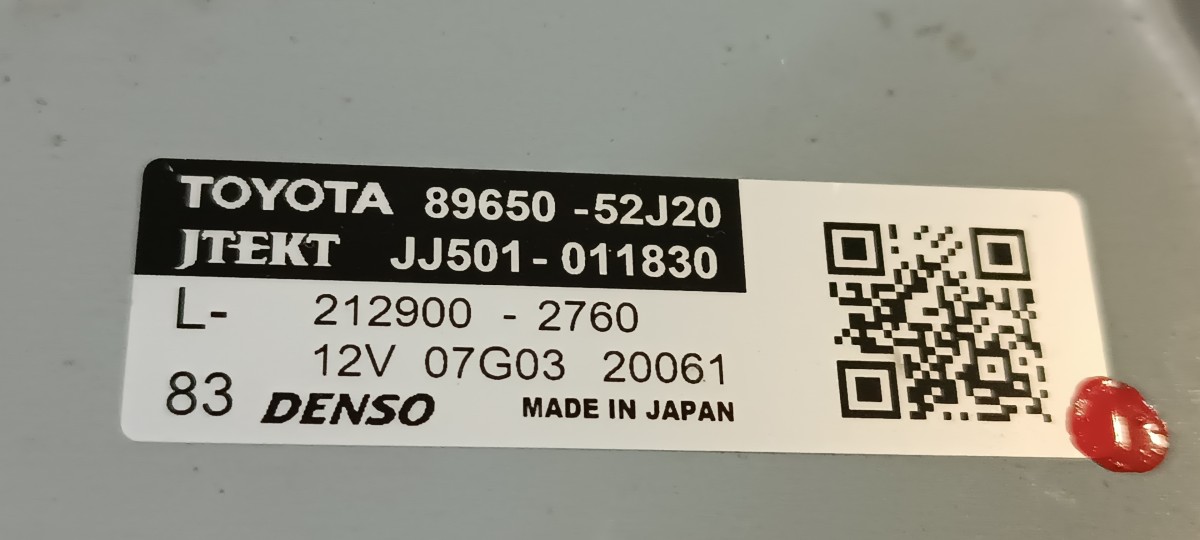 TOYOTA 89650 -52J20
JTEKT JJ501- 011830
L- 212900 - 2760
12V 07G03 20061
83 DENSO MADE IN JAPAN